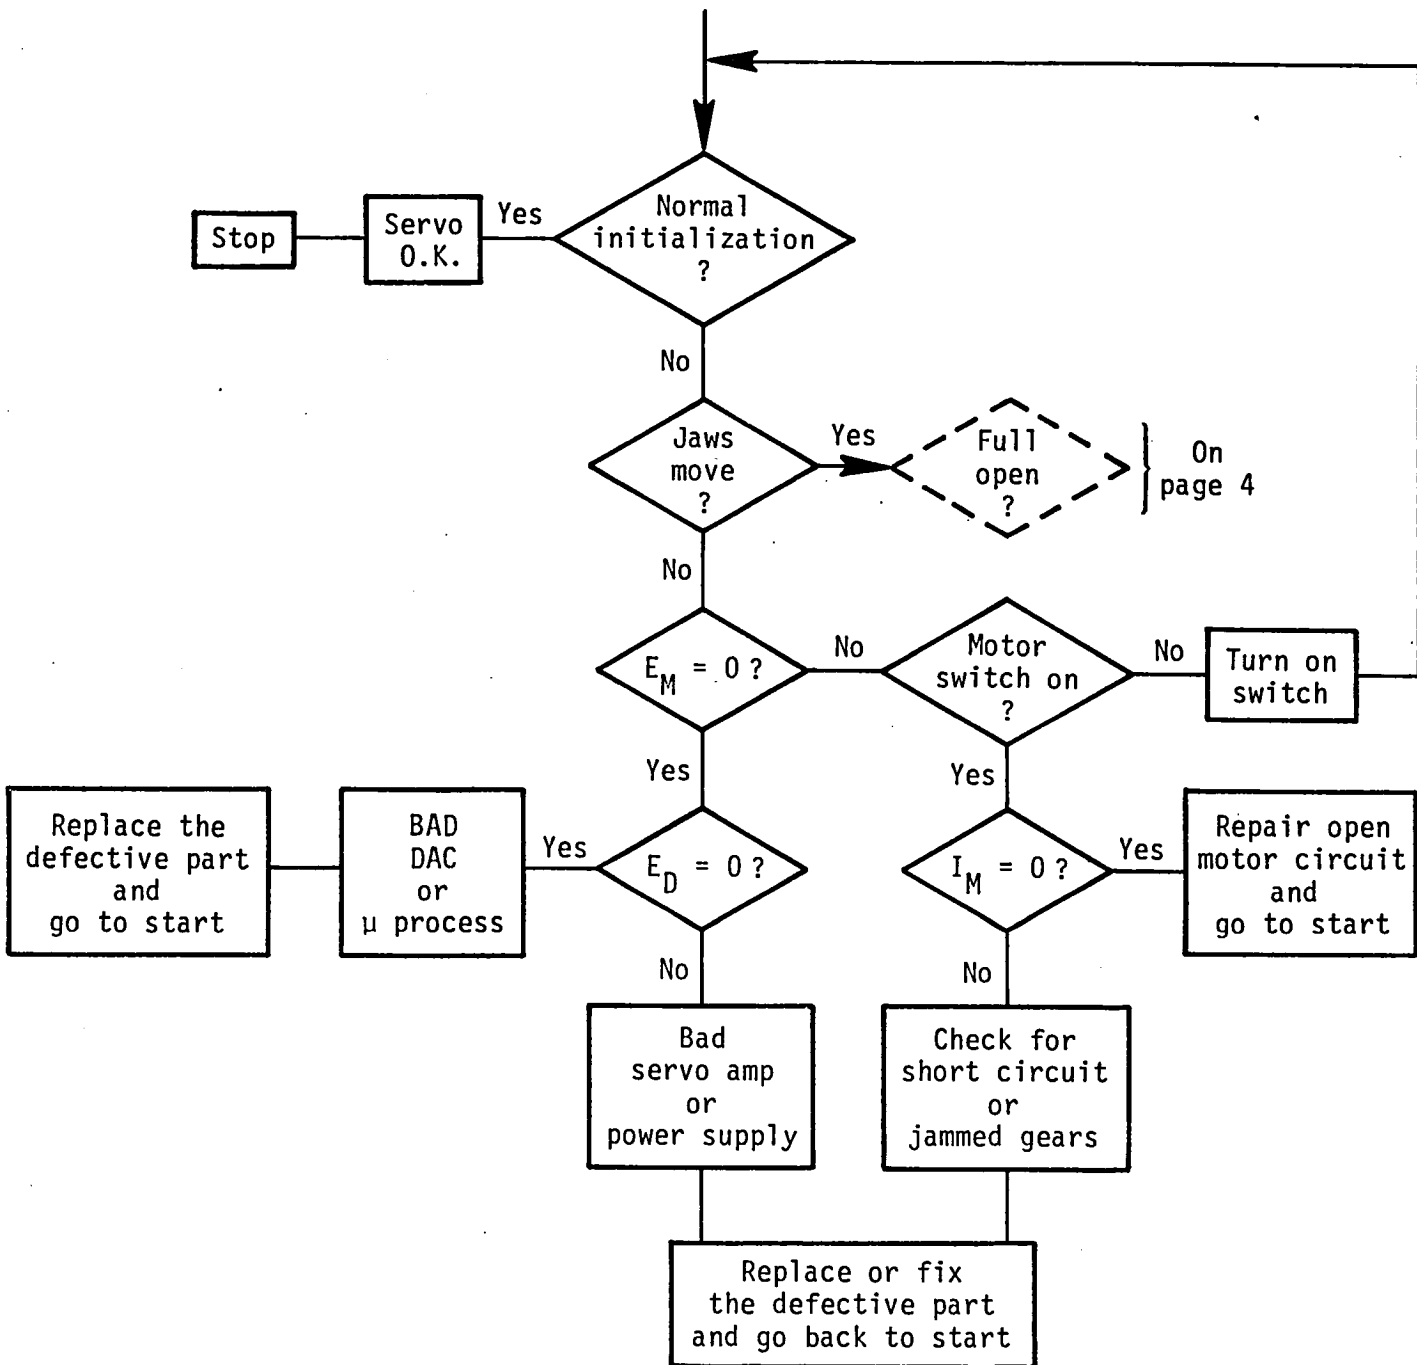 Normal
initialization
?
Yes
Servo
O.K.
Stop
No
Jaws
move
?
Yes
Full
open
?
On
page 4
No
E_M = 0 ?
No
Motor
switch on
?
No
Turn on
switch
Yes
Yes
E_D = 0 ?
Yes
BAD
DAC
or
µ process
Replace the
defective part
and
go to start
I_M = 0 ?
Yes
Repair open
motor circuit
and
go to start
No
Bad
servo amp
or
power supply
No
Check for
short circuit
or
jammed gears
Replace or fix
the defective part
and go back to start